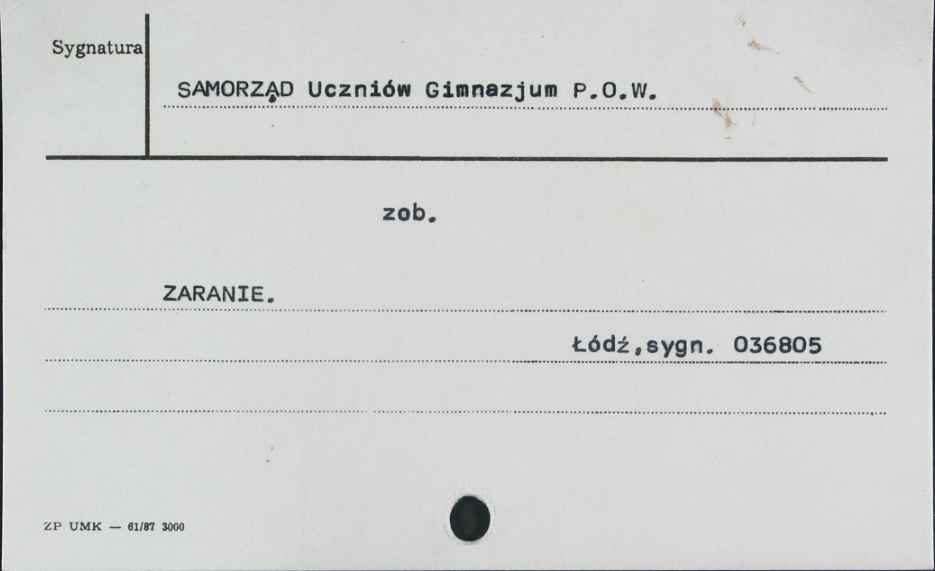 Sygnatura
SAMORZĄD Uczniów Gimnazjum P.O.W.
zob.
ZARANIE.
Łódź,sygn. 036805
ZP UMK — 61/87 3000